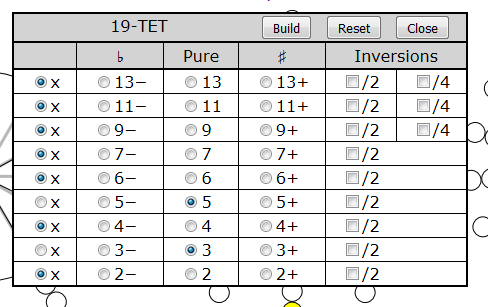 19-TET Build Reset Close
♭ Pure ♯ Inversions
x 13− 13 13+ /2 /4
x 11− 11 11+ /2 /4
x 9− 9 9+ /2 /4
x 7− 7 7+ /2
x 6− 6 6+ /2
x 5− 5 5+ /2
x 4− 4 4+ /2
x 3− 3 3+ /2
x 2− 2 2+ /2